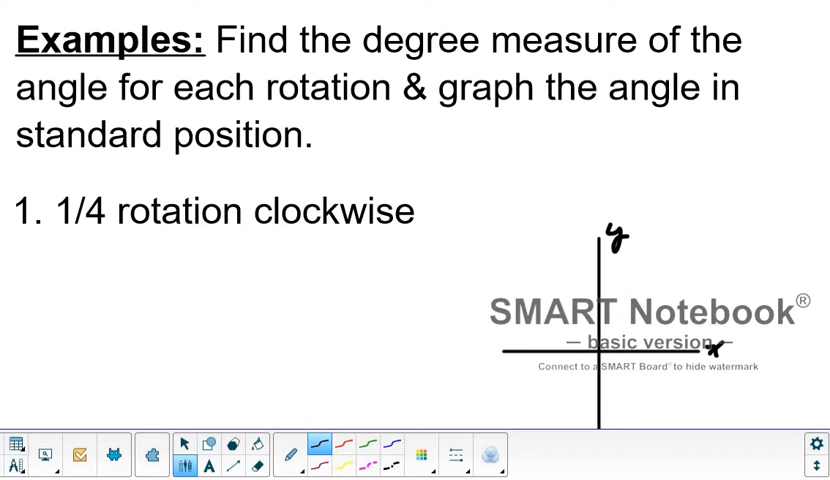 Examples: Find the degree measure of the
angle for each rotation & graph the angle in
standard position.
1. 1/4 rotation clockwise
y
SMART Notebook®
— basic version —
x
Connect to a SMART Board™ to hide watermark
A
A